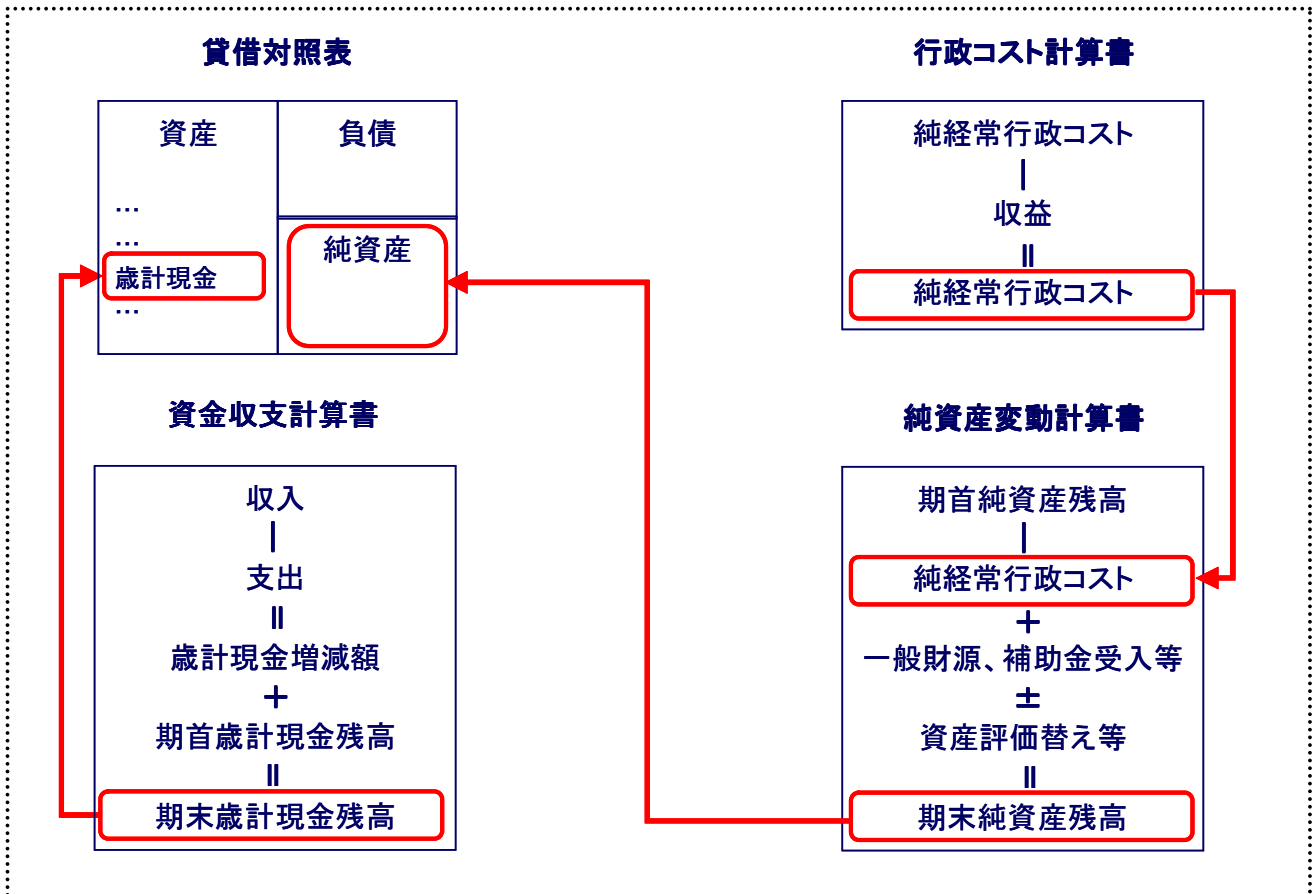 貸借対照表
資産
負債
…
…
歳計現金
…
純資産
行政コスト計算書
純経常行政コスト
－
収益
＝
純経常行政コスト
資金収支計算書
収入
－
支出
＝
歳計現金増減額
＋
期首歳計現金残高
＝
期末歳計現金残高
純資産変動計算書
期首純資産残高
－
純経常行政コスト
＋
一般財源、補助金受入等
±
資産評価替え等
＝
期末純資産残高